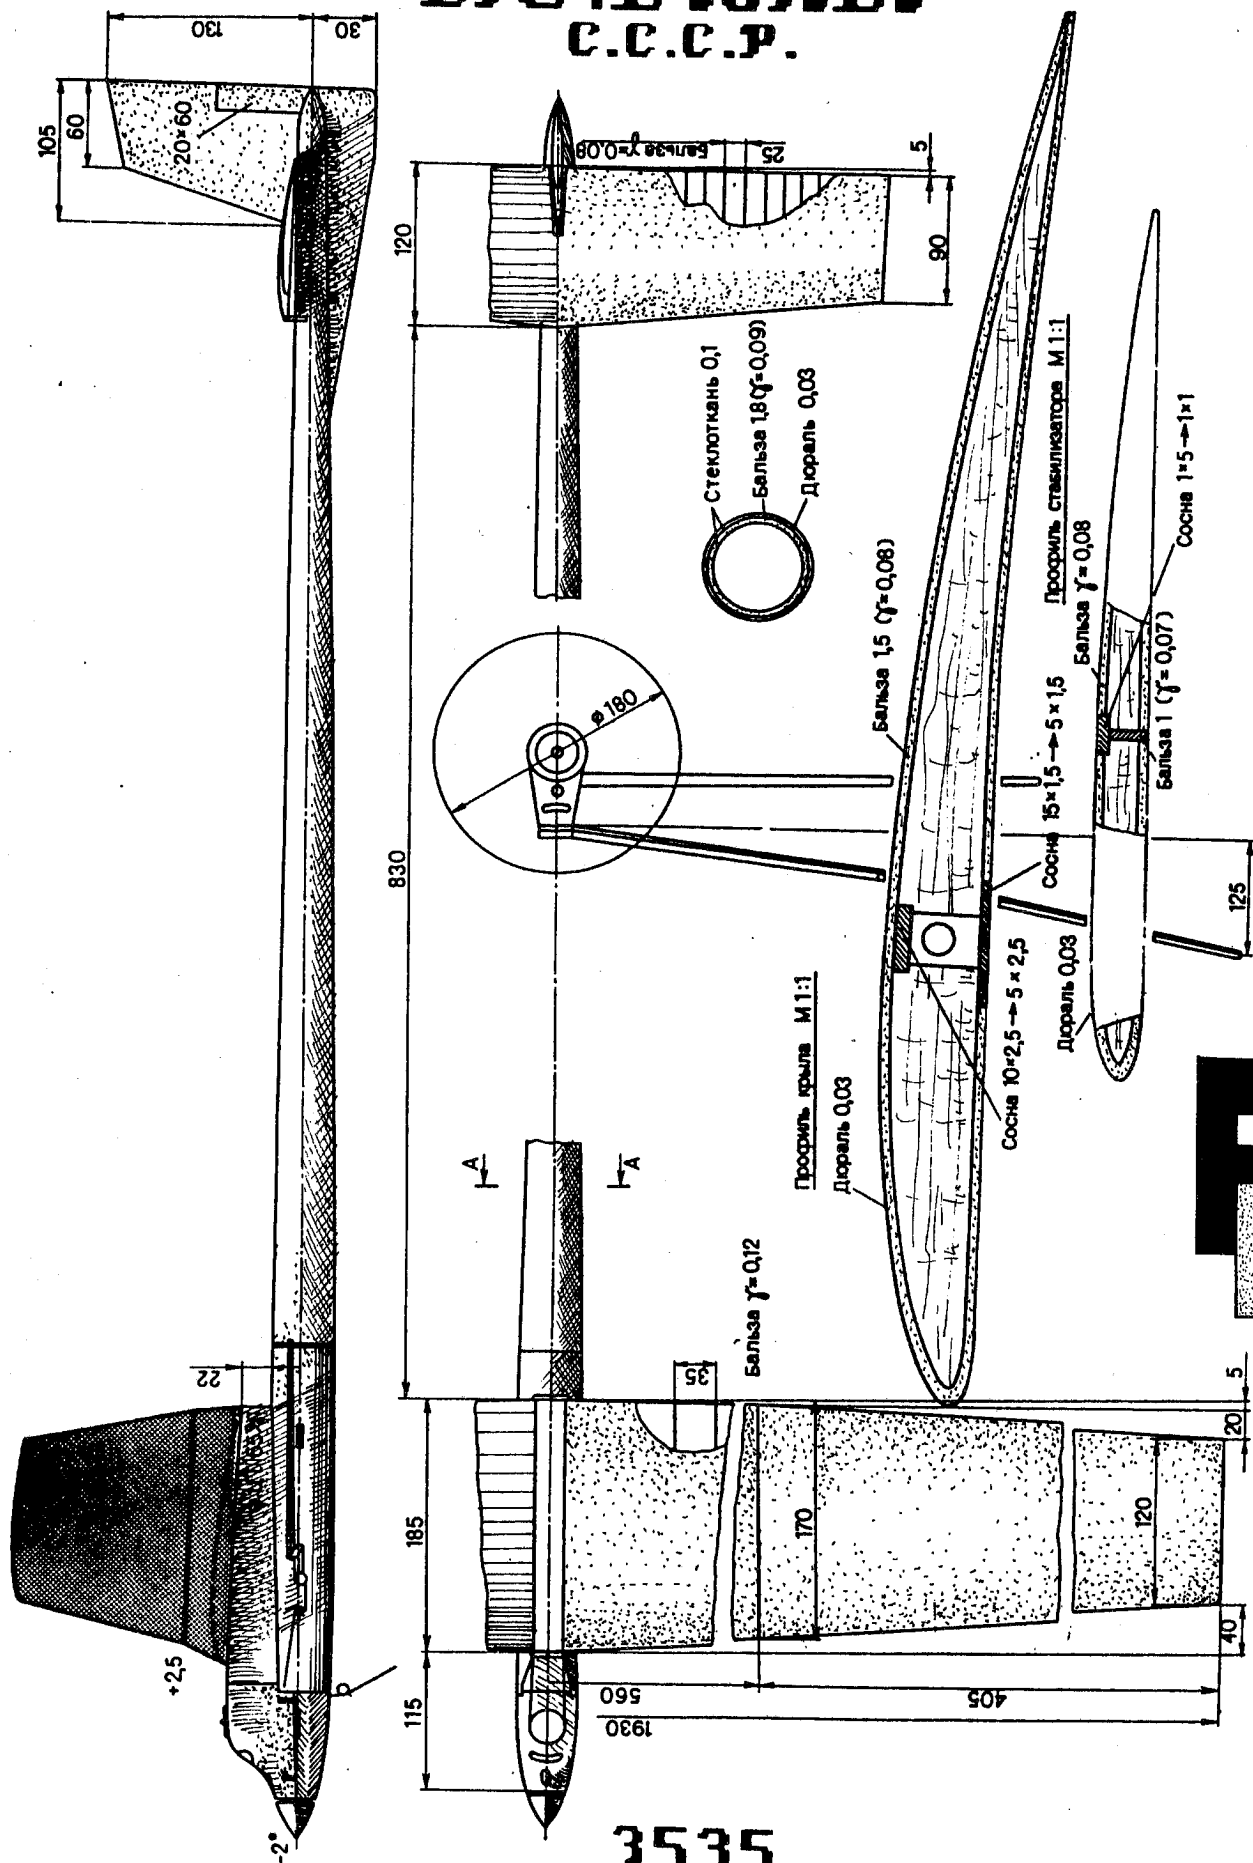 С.С.С.Р.
130
30
105
60
20×60
120
Бальза γ=0,08
25
5
90
Стеклоткань 0,1
Бальза 1,8 (γ=0,09)
Дюраль 0,03
⌀ 180
830
Бальза 1,5 (γ=0,08)
Профиль стабилизатора М 1:1
Бальза γ=0,08
Сосна 1×5→1×1
Бальза 1 (γ=0,07)
Сосна 15×1,5→5×1,5
125
Дюраль 0,03
Сосна 10×2,5→5×2,5
Профиль крыла М 1:1
Дюраль 0,03
А
А
Бальза γ=0,12
22
35
5
20
185
170
120
40
+2,5
115
560
405
1930
-2°
3535